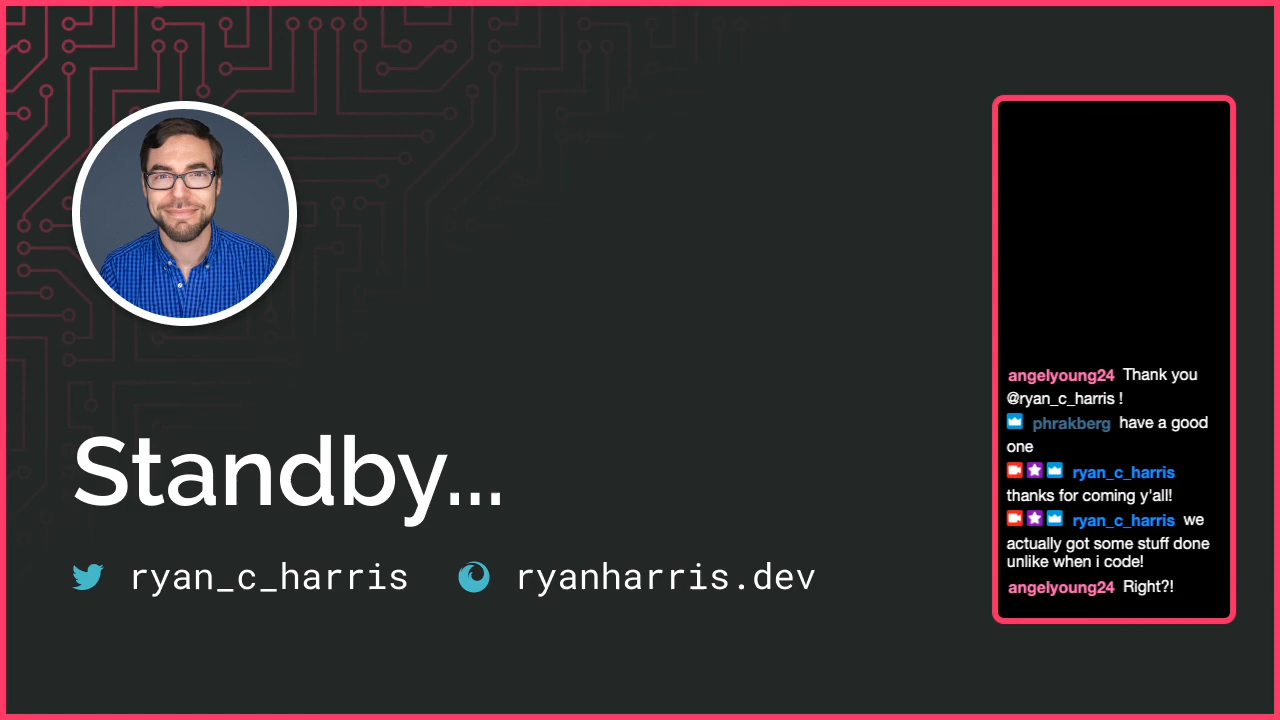 Standby...
ryan_c_harris
ryanharris.dev
angelyoung24 Thank you
@ryan_c_harris !
phrakberg have a good
one
ryan_c_harris
thanks for coming y'all!
ryan_c_harris we
actually got some stuff done
unlike when i code!
angelyoung24 Right?!